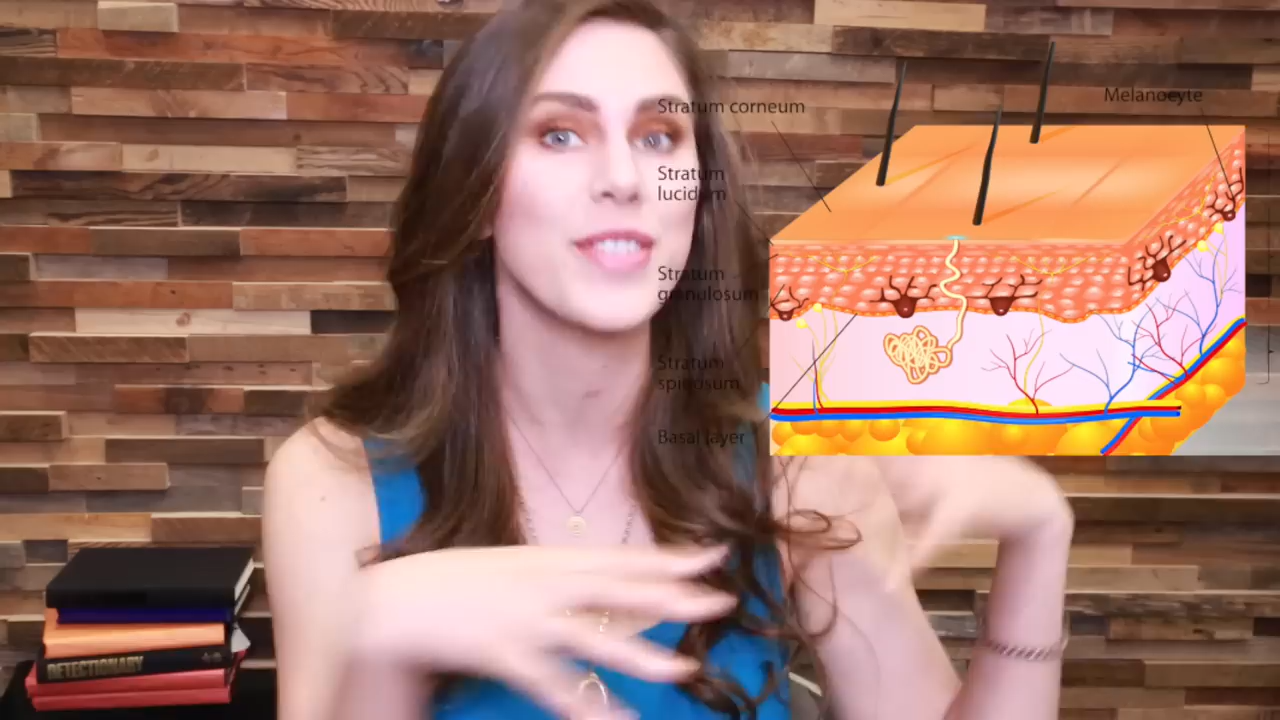 Stratum corneum
Melanocyte
Stratum
lucidum
Stratum
granulosum
Stratum
spinosum
Basal layer
DETECTIONARY